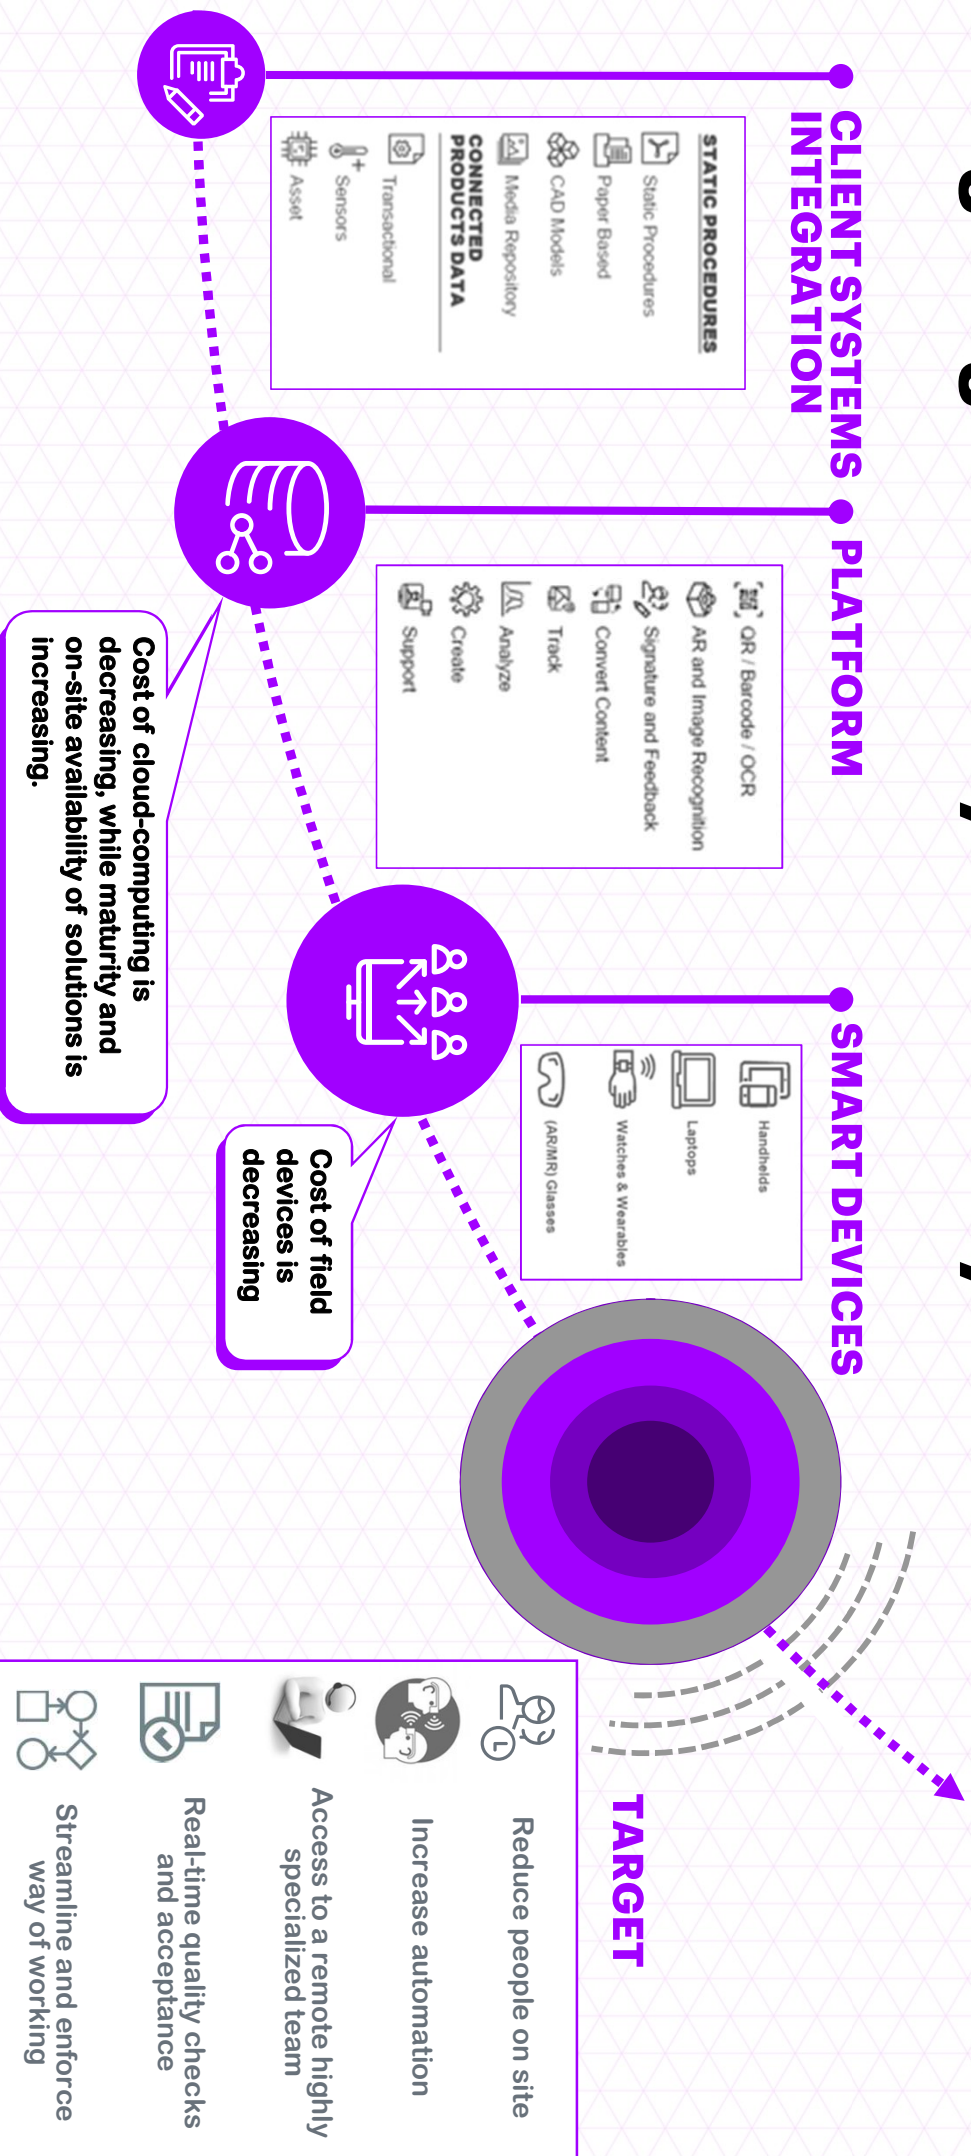 CLIENT SYSTEMS
INTEGRATION
STATIC PROCEDURES
Static Procedures
Paper Based
CAD Models
Media Repository
CONNECTED
PRODUCTS DATA
Transactional
Sensors
Asset
PLATFORM
QR / Barcode / OCR
AR and Image Recognition
Signature and Feedback
Convert Content
Track
Analyze
Create
Support
Cost of cloud-computing is
decreasing, while maturity and
on-site availability of solutions is
increasing.
SMART DEVICES
Handhelds
Laptops
Watches & Wearables
(AR/MR) Glasses
Cost of field
devices is
decreasing
TARGET
Reduce people on site
Increase automation
Access to a remote highly
specialized team
Real-time quality checks
and acceptance
Streamline and enforce
way of working